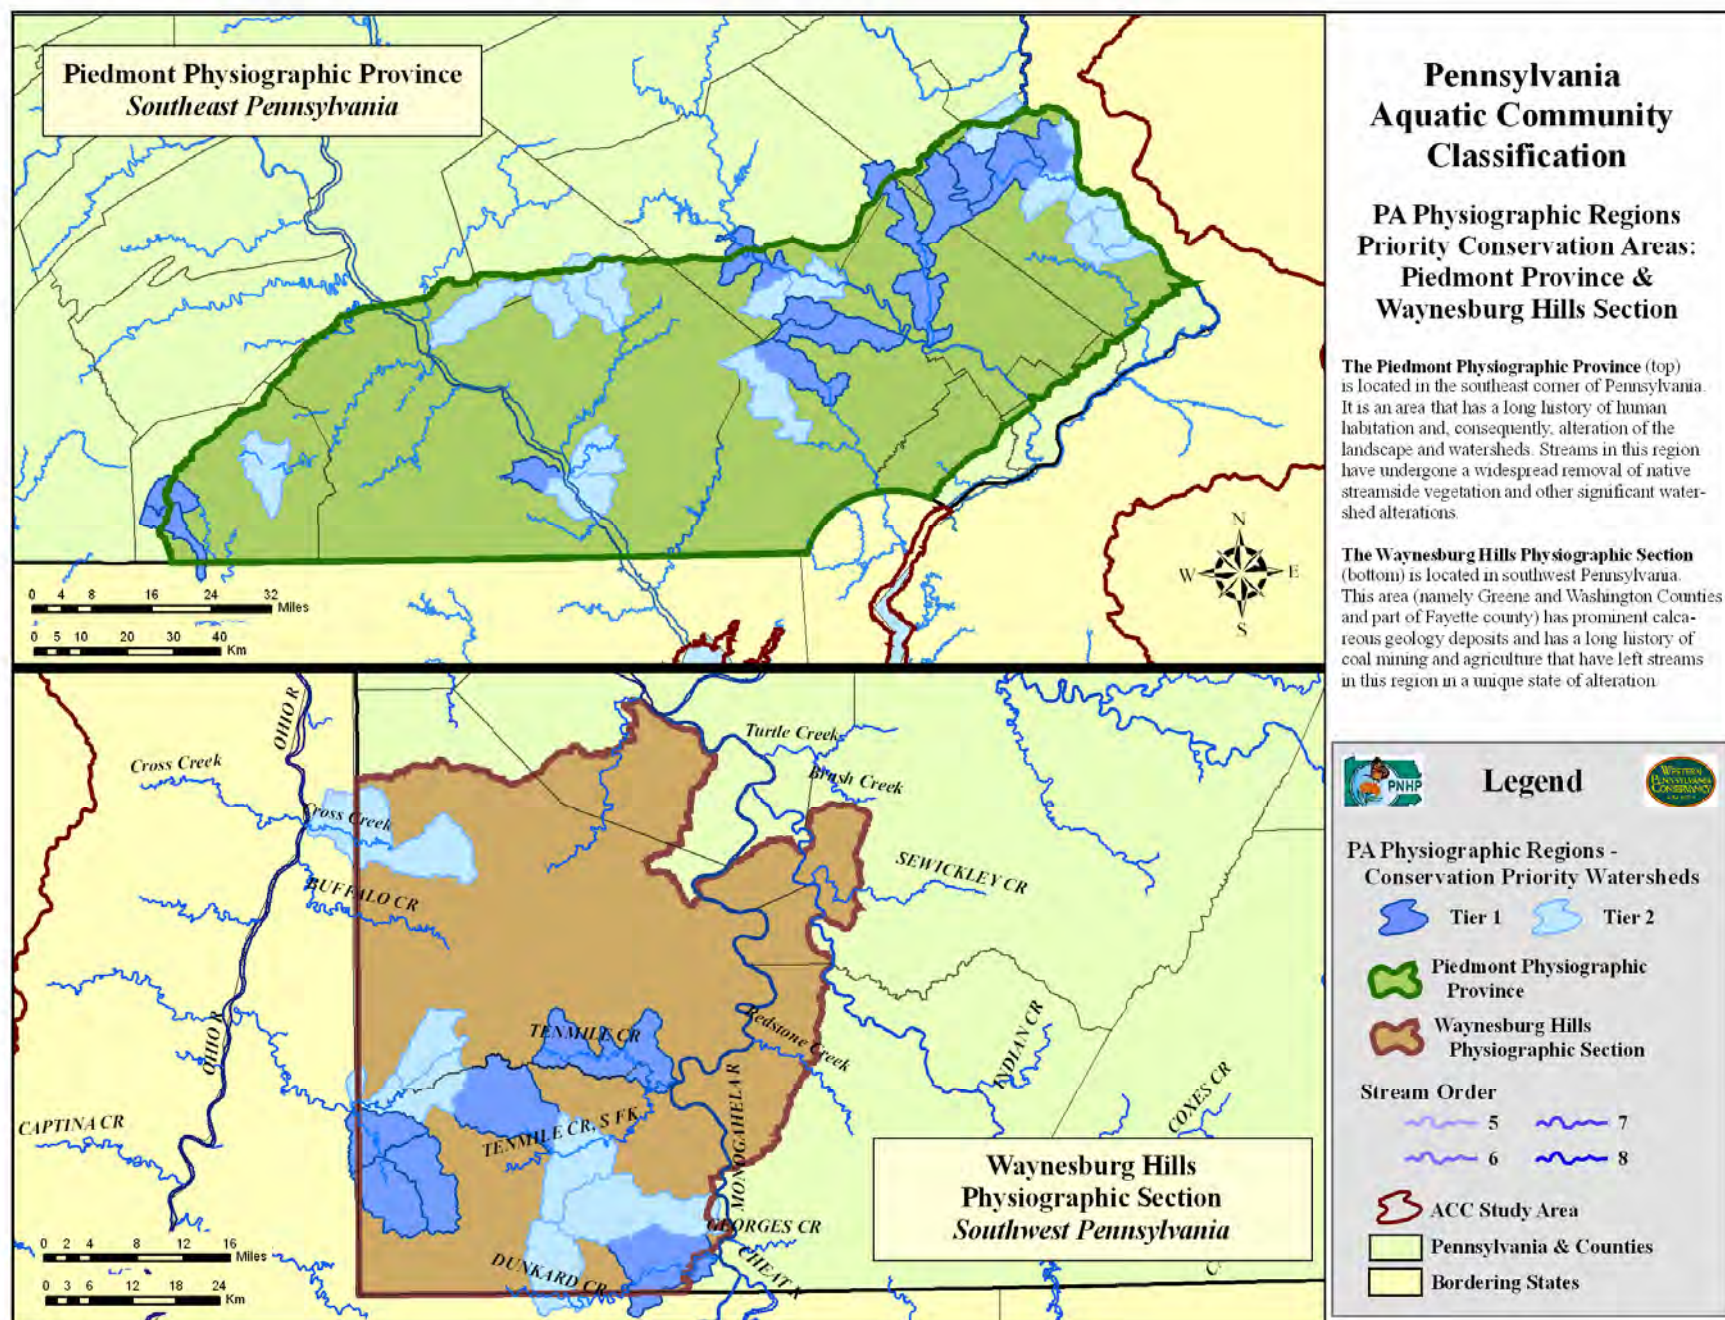 Piedmont Physiographic Province
Southeast Pennsylvania
N
W
E
S
0 4 8 16 24 32
Miles
0 5 10 20 30 40
Km
Pennsylvania
Aquatic Community
Classification
PA Physiographic Regions
Priority Conservation Areas:
Piedmont Province &
Waynesburg Hills Section
The Piedmont Physiographic Province (top)
is located in the southeast corner of Pennsylvania.
It is an area that has a long history of human
habitation and, consequently, alteration of the
landscape and watersheds. Streams in this region
have undergone a widespread removal of native
streamside vegetation and other significant water-
shed alterations.
The Waynesburg Hills Physiographic Section
(bottom) is located in southwest Pennsylvania.
This area (namely Greene and Washington Counties
and part of Fayette county) has prominent calca-
reous geology deposits and has a long history of
coal mining and agriculture that have left streams
in this region in a unique state of alteration.
OHIO R
Cross Creek
Cross Creek
BUFFALO CR
Turtle Creek
Brush Creek
SEWICKLEY CR
OHIO R
TENMILE CR
Redstone Creek
INDIAN CR
COXES CR
CAPTINA CR
TENMILE CR, S FK
MONOGAHELA R
GEORGES CR
DUNKARD CR
CHEAT
Waynesburg Hills
Physiographic Section
Southwest Pennsylvania
0 2 4 8 12 16
Miles
0 3 6 12 18 24
Km
PNHP
Legend
WESTERN
PENNSYLVANIA
CONSERVANCY
PA Physiographic Regions -
Conservation Priority Watersheds
Tier 1
Tier 2
Piedmont Physiographic
Province
Waynesburg Hills
Physiographic Section
Stream Order
5
7
6
8
ACC Study Area
Pennsylvania & Counties
Bordering States